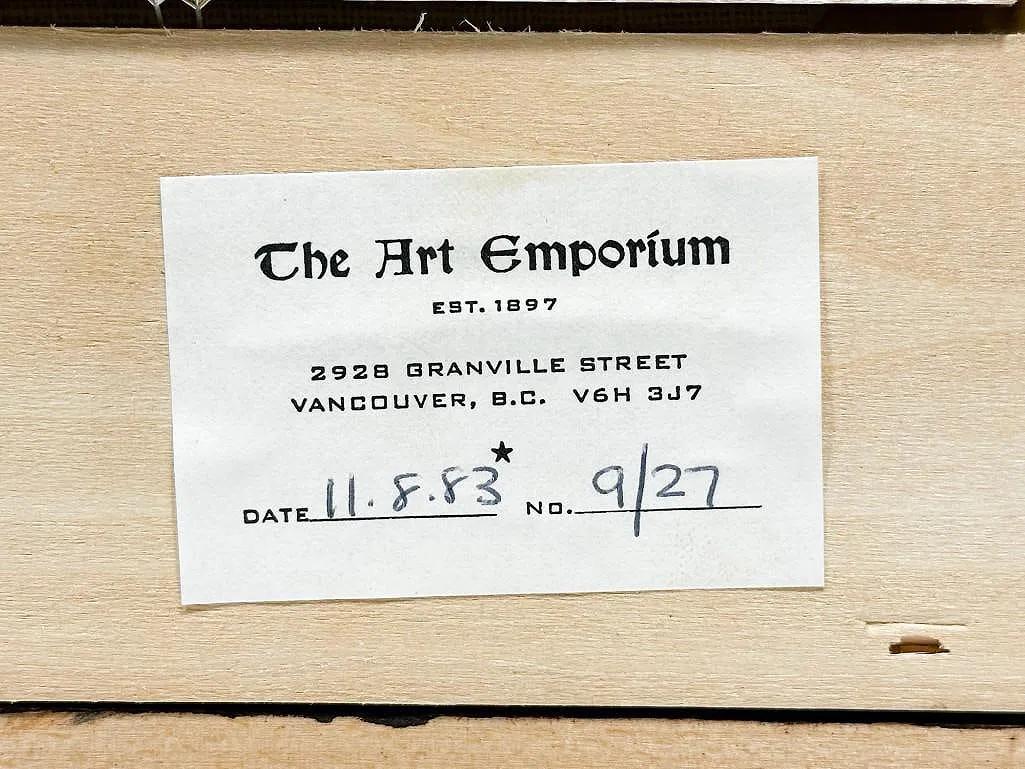 The Art Emporium
EST. 1897
2928 GRANVILLE STREET
VANCOUVER, B.C. V6H 3J7
★
DATE 11.8.83 NO. 9/27